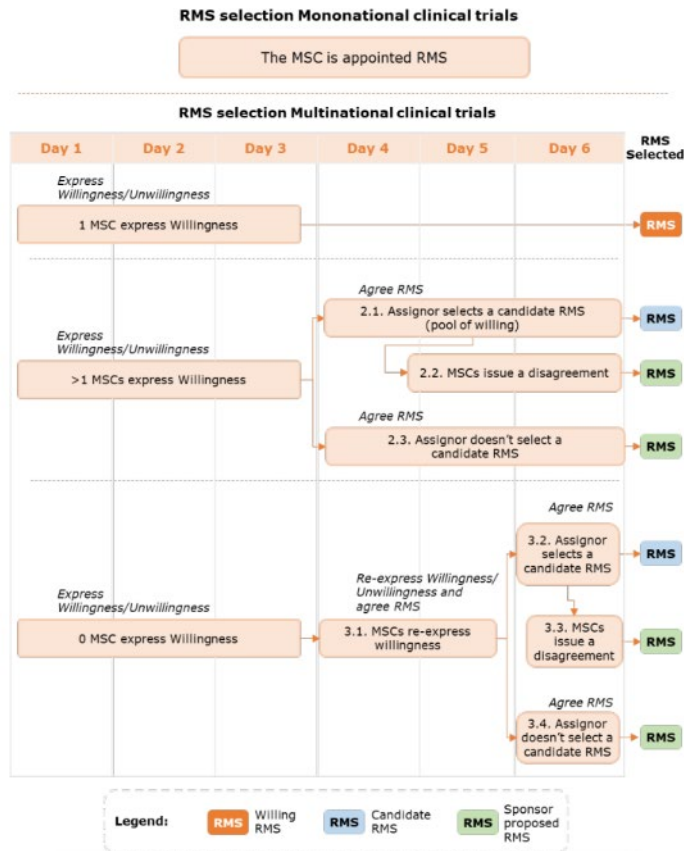 RMS selection Mononational clinical trials
The MSC is appointed RMS
RMS selection Multinational clinical trials
Day 1
Day 2
Day 3
Day 4
Day 5
Day 6
RMS
Selected
Express
Willingness/Unwillingness
1 MSC express Willingness
RMS
Agree RMS
2.1. Assignor selects a candidate RMS
(pool of willing)
RMS
Express
Willingness/Unwillingness
>1 MSCs express Willingness
2.2. MSCs issue a disagreement
RMS
Agree RMS
2.3. Assignor doesn't select a
candidate RMS
RMS
Agree RMS
3.2. Assignor
selects a
candidate RMS
RMS
Express
Willingness/Unwillingness
0 MSC express Willingness
Re-express Willingness/
Unwillingness and
agree RMS
3.1. MSCs re-express
willingness
3.3. MSCs
issue a
disagreement
RMS
Agree RMS
3.4. Assignor
doesn't select a
candidate RMS
RMS
Legend:
RMS
Willing
RMS
RMS
Candidate
RMS
RMS
Sponsor
proposed
RMS